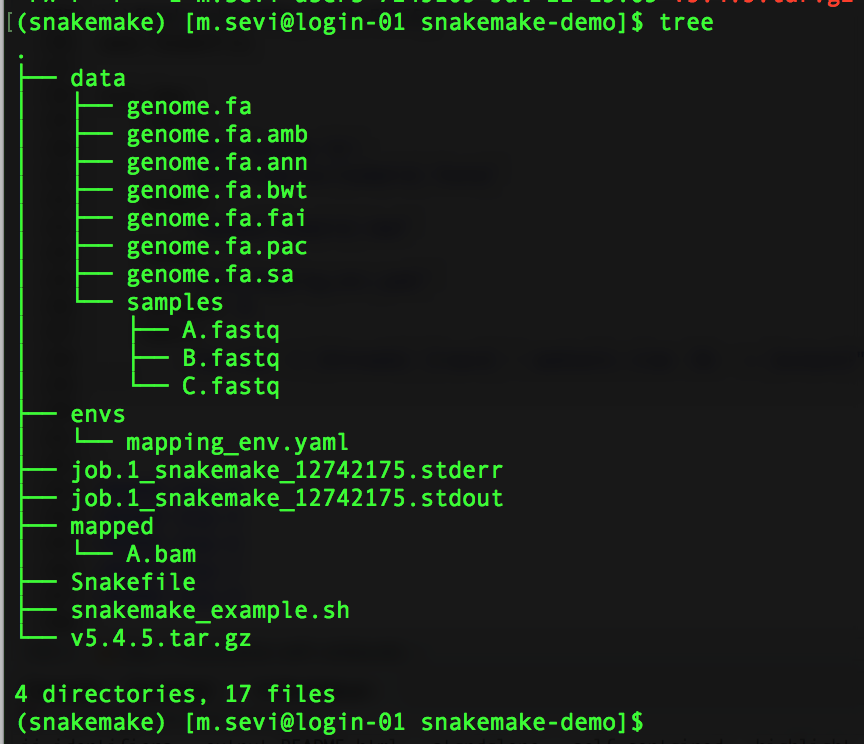 [(snakemake) [m.sevi@login-01 snakemake-demo]$ tree
.
├── data
│   ├── genome.fa
│   ├── genome.fa.amb
│   ├── genome.fa.ann
│   ├── genome.fa.bwt
│   ├── genome.fa.fai
│   ├── genome.fa.pac
│   ├── genome.fa.sa
│   └── samples
│       ├── A.fastq
│       ├── B.fastq
│       └── C.fastq
├── envs
│   └── mapping_env.yaml
├── job.1_snakemake_12742175.stderr
├── job.1_snakemake_12742175.stdout
├── mapped
│   └── A.bam
├── Snakefile
├── snakemake_example.sh
└── v5.4.5.tar.gz

4 directories, 17 files
(snakemake) [m.sevi@login-01 snakemake-demo]$